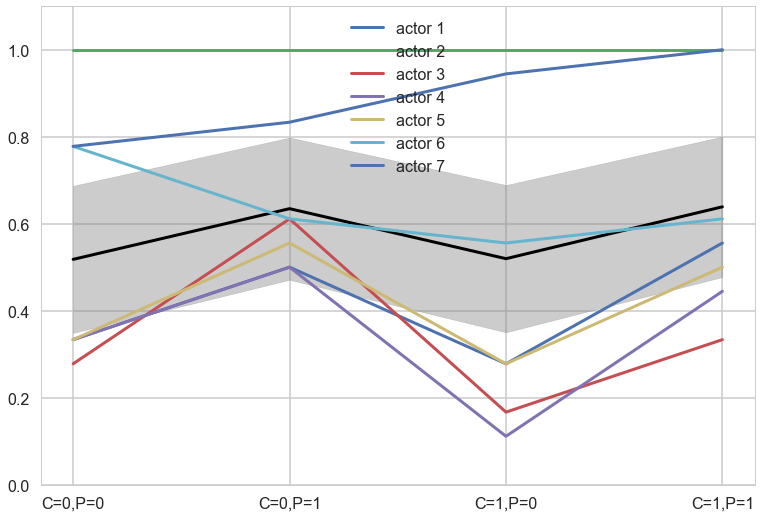 1.0
0.8
0.6
0.4
0.2
0.0
actor 1
actor 2
actor 3
actor 4
actor 5
actor 6
actor 7
C=0,P=0
C=0,P=1
C=1,P=0
C=1,P=1